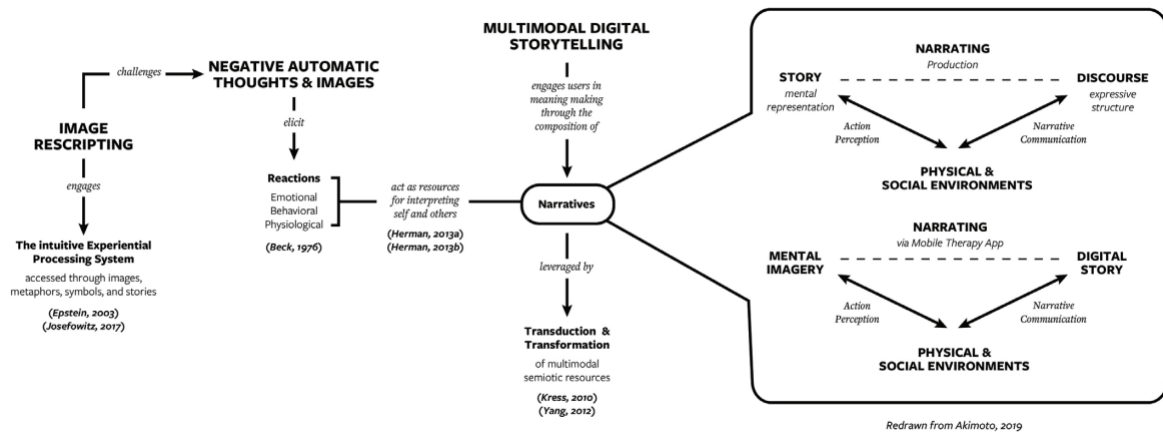 challenges
NEGATIVE AUTOMATIC
THOUGHTS & IMAGES
IMAGE
RESCRIPTING
engages
The intuitive Experiential
Processing System
accessed through images,
metaphors, symbols, and stories
(Epstein, 2003)
(Josefowitz, 2017)
elicit
Reactions
Emotional
Behavioral
Physiological
(Beck, 1976)
act as resources
for interpreting
self and others
(Herman, 2013a)
(Herman, 2013b)
MULTIMODAL DIGITAL
STORYTELLING
engages users in
meaning making
through the
composition of
Narratives
leveraged by
Transduction &
Transformation
of multimodal
semiotic resources
(Kress, 2010)
(Yang, 2012)
NARRATING
Production
STORY
mental
representation
DISCOURSE
expressive
structure
Action
Perception
Narrative
Communication
PHYSICAL &
SOCIAL ENVIRONMENTS
NARRATING
via Mobile Therapy App
MENTAL
IMAGERY
DIGITAL
STORY
Action
Perception
Narrative
Communication
PHYSICAL &
SOCIAL ENVIRONMENTS
Redrawn from Akimoto, 2019